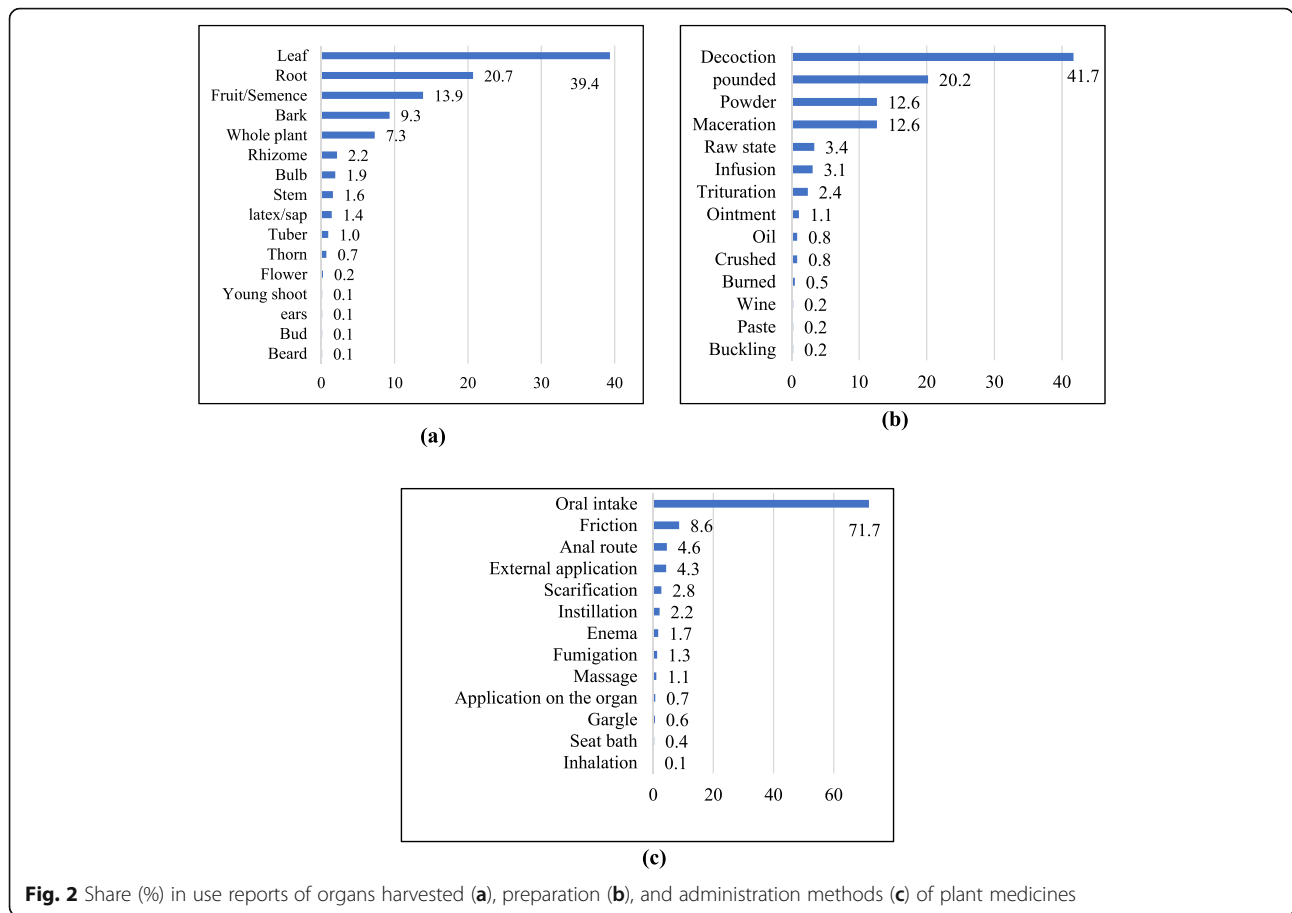 Leaf
39.4
Root 20.7
Fruit/Semence 13.9
Bark 9.3
Whole plant 7.3
Rhizome 2.2
Bulb 1.9
Stem 1.6
latex/sap 1.4
Tuber 1.0
Thorn 0.7
Flower 0.2
Young shoot 0.1
ears 0.1
Bud 0.1
Beard 0.1
0 10 20 30 40
(a)
Decoction
41.7
pounded 20.2
Powder 12.6
Maceration 12.6
Raw state 3.4
Infusion 3.1
Trituration 2.4
Ointment 1.1
Oil 0.8
Crushed 0.8
Burned 0.5
Wine 0.2
Paste 0.2
Buckling 0.2
0 10 20 30 40
(b)
Oral intake
71.7
Friction 8.6
Anal route 4.6
External application 4.3
Scarification 2.8
Instillation 2.2
Enema 1.7
Fumigation 1.3
Massage 1.1
Application on the organ 0.7
Gargle 0.6
Seat bath 0.4
Inhalation 0.1
0 20 40 60
(c)
Fig. 2 Share (%) in use reports of organs harvested (a), preparation (b), and administration methods (c) of plant medicines